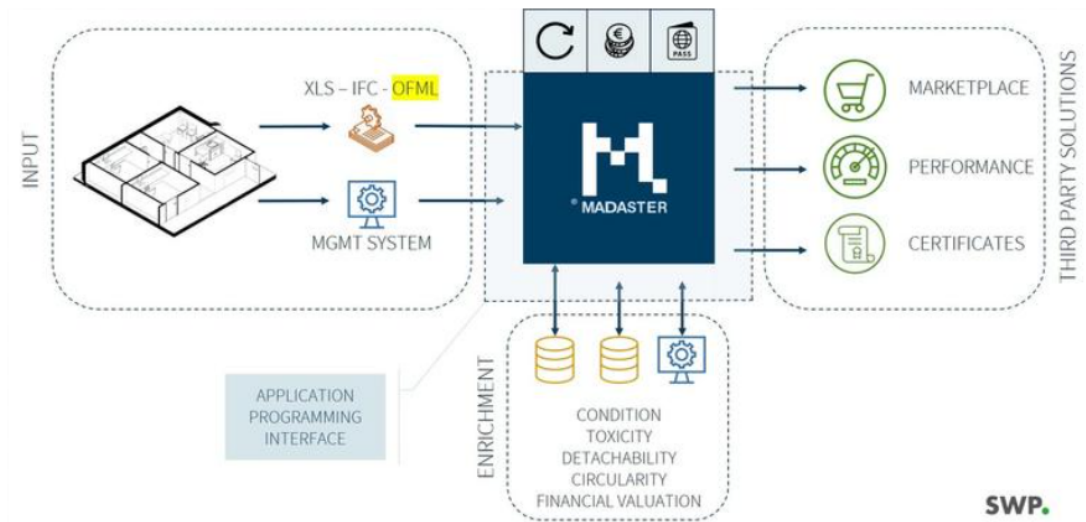 INPUT
XLS – IFC - OFML
MGMT SYSTEM
PASS
MADASTER
THIRD PARTY SOLUTIONS
MARKETPLACE
PERFORMANCE
CERTIFICATES
APPLICATION
PROGRAMMING
INTERFACE
ENRICHMENT
CONDITION
TOXICITY
DETACHABILITY
CIRCULARITY
FINANCIAL VALUATION
SWP.